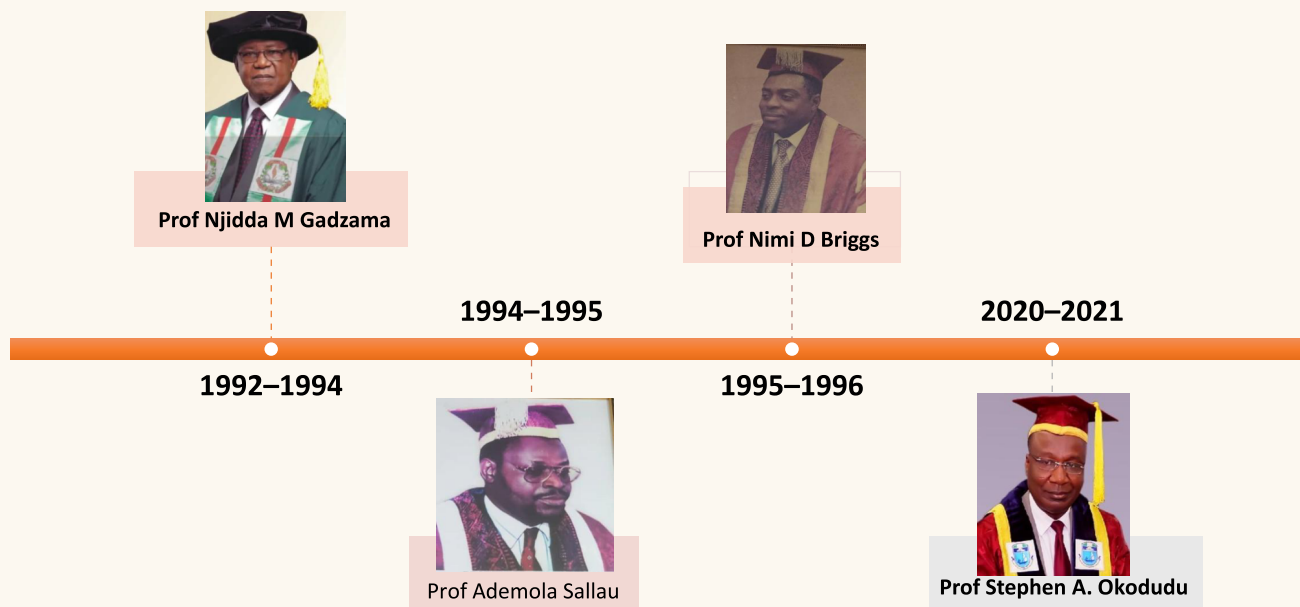 Prof Njidda M Gadzama
1992–1994
1994–1995
Prof Ademola Sallau
Prof Nimi D Briggs
1995–1996
2020–2021
Prof Stephen A. Okodudu